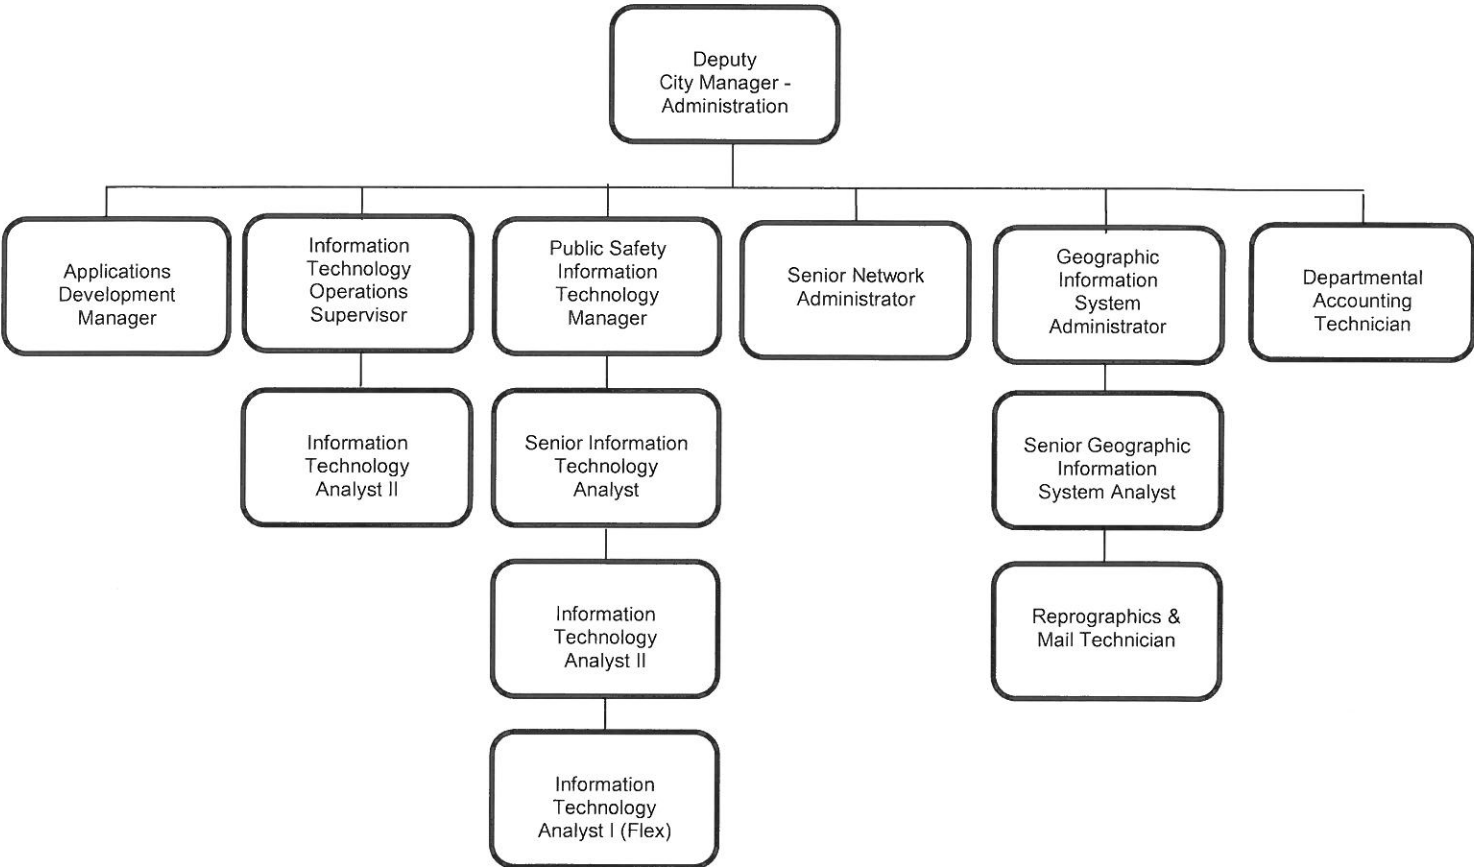 Deputy
City Manager -
Administration
Applications
Development
Manager
Information
Technology
Operations
Supervisor
Public Safety
Information
Technology
Manager
Senior Network
Administrator
Geographic
Information
System
Administrator
Departmental
Accounting
Technician
Information
Technology
Analyst II
Senior Information
Technology
Analyst
Senior Geographic
Information
System Analyst
Information
Technology
Analyst II
Reprographics &
Mail Technician
Information
Technology
Analyst I (Flex)